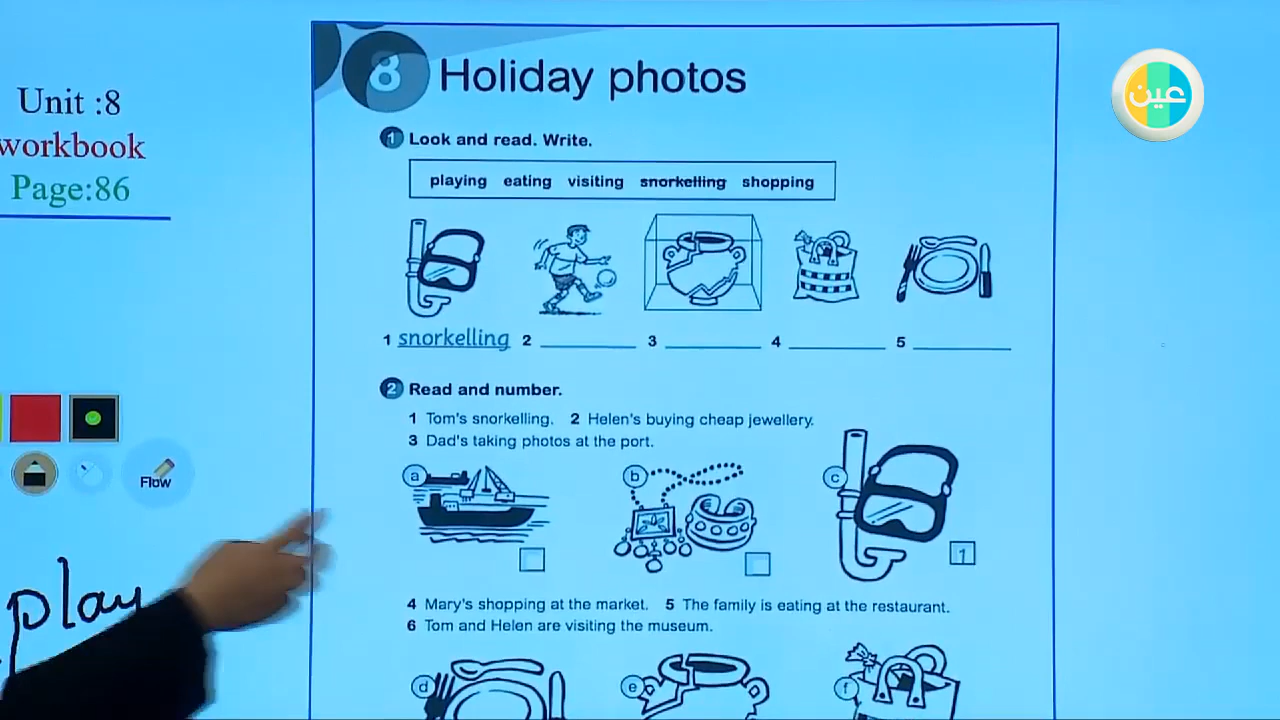 Unit :8
workbook
Page:86
8 Holiday photos
عين
1 Look and read. Write.
playing eating visiting snorkelling shopping
1 snorkelling 2 3 4 5
2 Read and number.
1 Tom's snorkelling. 2 Helen's buying cheap jewellery.
3 Dad's taking photos at the port.
a b c
1
4 Mary's shopping at the market. 5 The family is eating at the restaurant.
6 Tom and Helen are visiting the museum.
d e f
Flow
play